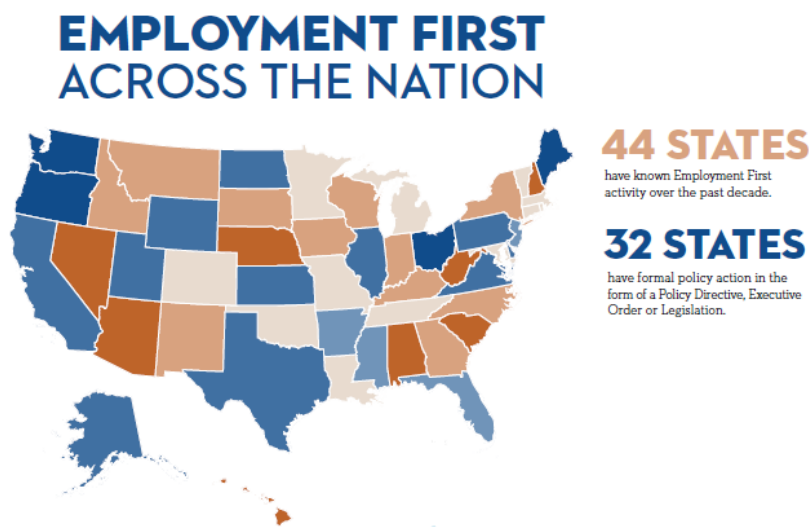 EMPLOYMENT FIRST
ACROSS THE NATION
44 STATES
have known Employment First
activity over the past decade.
32 STATES
have formal policy action in the
form of a Policy Directive, Executive
Order or Legislation.